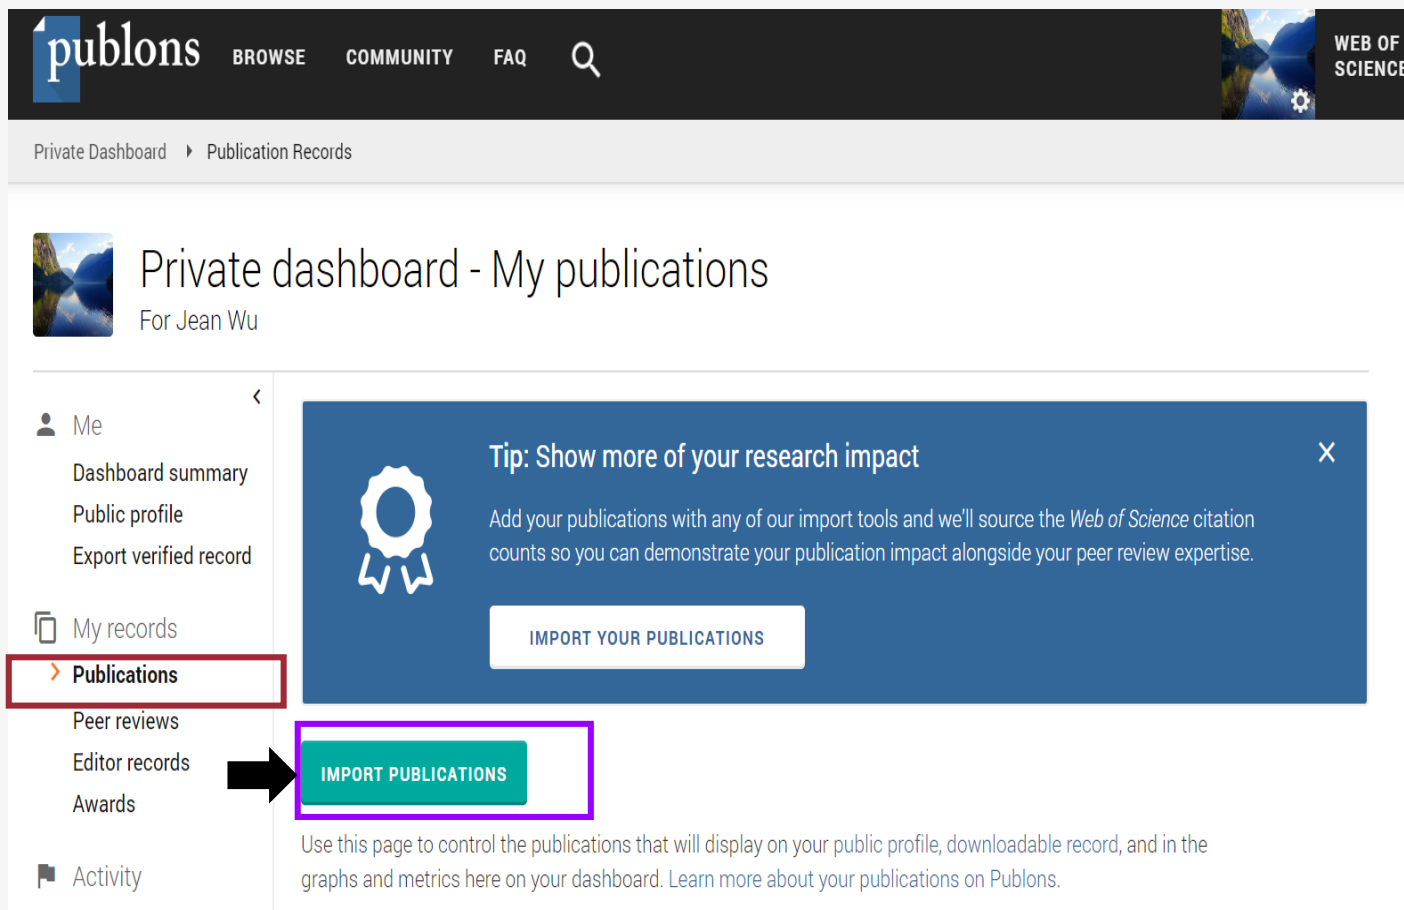 publons BROWSE COMMUNITY FAQ WEB OF
SCIENCE
Private Dashboard Publication Records
Private dashboard - My publications
For Jean Wu
Me
Dashboard summary
Public profile
Export verified record
My records
Publications
Peer reviews
Editor records
Awards
Activity
Tip: Show more of your research impact
Add your publications with any of our import tools and we'll source the Web of Science citation
counts so you can demonstrate your publication impact alongside your peer review expertise.
IMPORT YOUR PUBLICATIONS
IMPORT PUBLICATIONS
Use this page to control the publications that will display on your public profile, downloadable record, and in the
graphs and metrics here on your dashboard. Learn more about your publications on Publons.